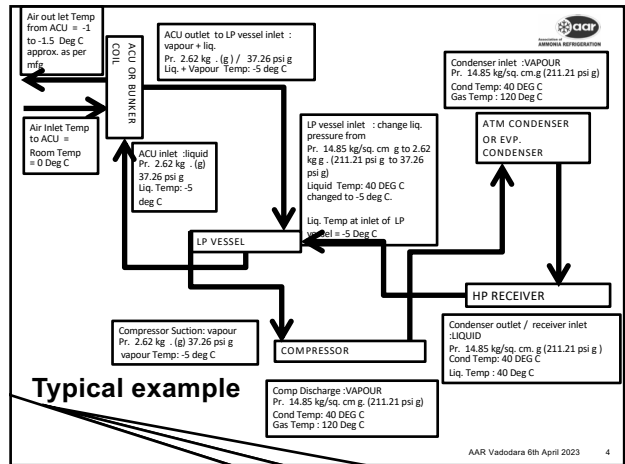 Air out let Temp
from ACU = -1
to -1.5 Deg C
approx. as per
mfg
ACU OR BUNKER
COIL
ACU outlet to LP vessel inlet :
vapour + liq.
Pr. 2.62 kg . (g ) / 37.26 psi g
Liq. + Vapour Temp: -5 deg C
aar
Association of
AMMONIA REFRIGERATION
Condenser inlet :VAPOUR
Pr. 14.85 kg/sq. cm.g (211.21 psi g)
Cond Temp: 40 DEG C
Gas Temp : 120 Deg C
Air Inlet Temp
to ACU =
Room Temp
= 0 Deg C
ACU inlet :liquid
Pr. 2.62 kg . (g)
37.26 psi g
Liq. Temp: -5
deg C
LP vessel inlet : change liq.
pressure from
Pr. 14.85 kg/sq. cm g to 2.62
kg g . (211.21 psi g to 37.26
psi g)
Liquid Temp: 40 DEG C
changed to -5 deg C.
Liq. Temp at inlet of LP
vessel = -5 Deg C
ATM CONDENSER
OR EVP.
CONDENSER
LP VESSEL
HP RECEIVER
Compressor Suction: vapour
Pr. 2.62 kg . (g) 37.26 psi g
vapour Temp: -5 deg C
COMPRESSOR
Condenser outlet / receiver inlet
:LIQUID
Pr. 14.85 kg/sq. cm. g (211.21 psi g )
Cond Temp: 40 DEG C
Liq. Temp : 40 Deg C
Typical example
Comp Discharge :VAPOUR
Pr. 14.85 kg/sq. cm g. (211.21 psi g)
Cond Temp: 40 DEG C
Gas Temp : 120 Deg C
AAR Vadodara 6th April 2023 4